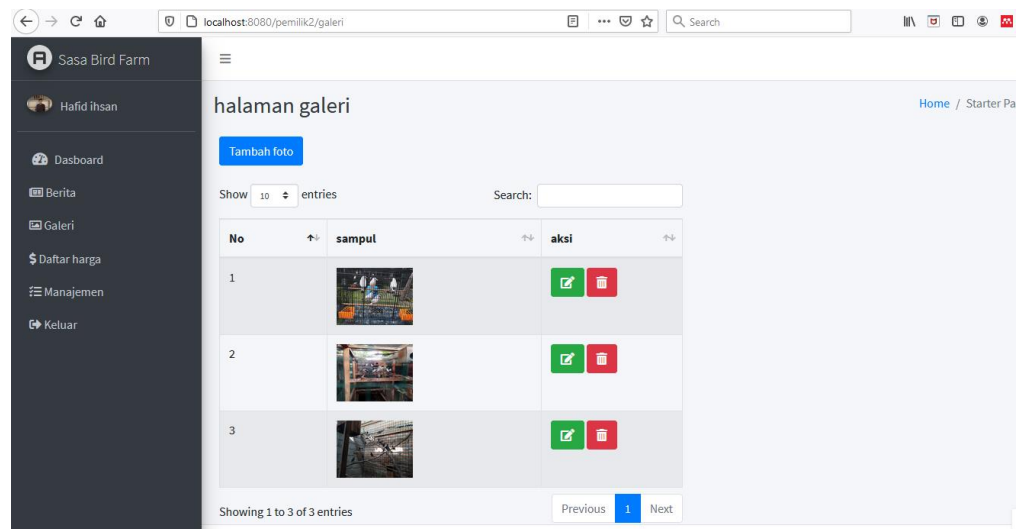 localhost:8080/pemilik2/galeri
Search
Sasa Bird Farm
Hafid ihsan
Dasboard
Berita
Galeri
Daftar harga
Manajemen
Keluar
halaman galeri
Home / Starter Pa
Tambah foto
Show 10 entries
Search:
No sampul aksi
1
2
3
Showing 1 to 3 of 3 entries
Previous 1 Next